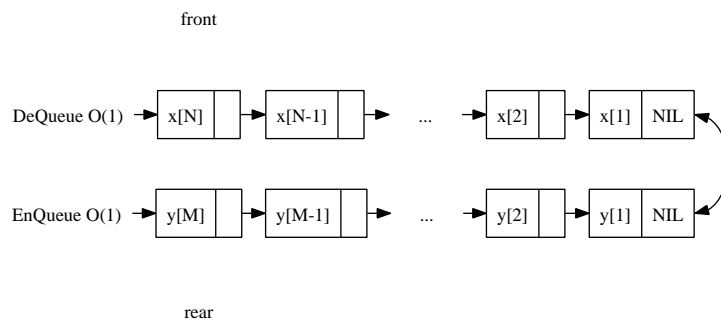 front
DeQueue O(1) x[N] x[N-1] ... x[2] x[1] NIL
EnQueue O(1) y[M] y[M-1] ... y[2] y[1] NIL
rear